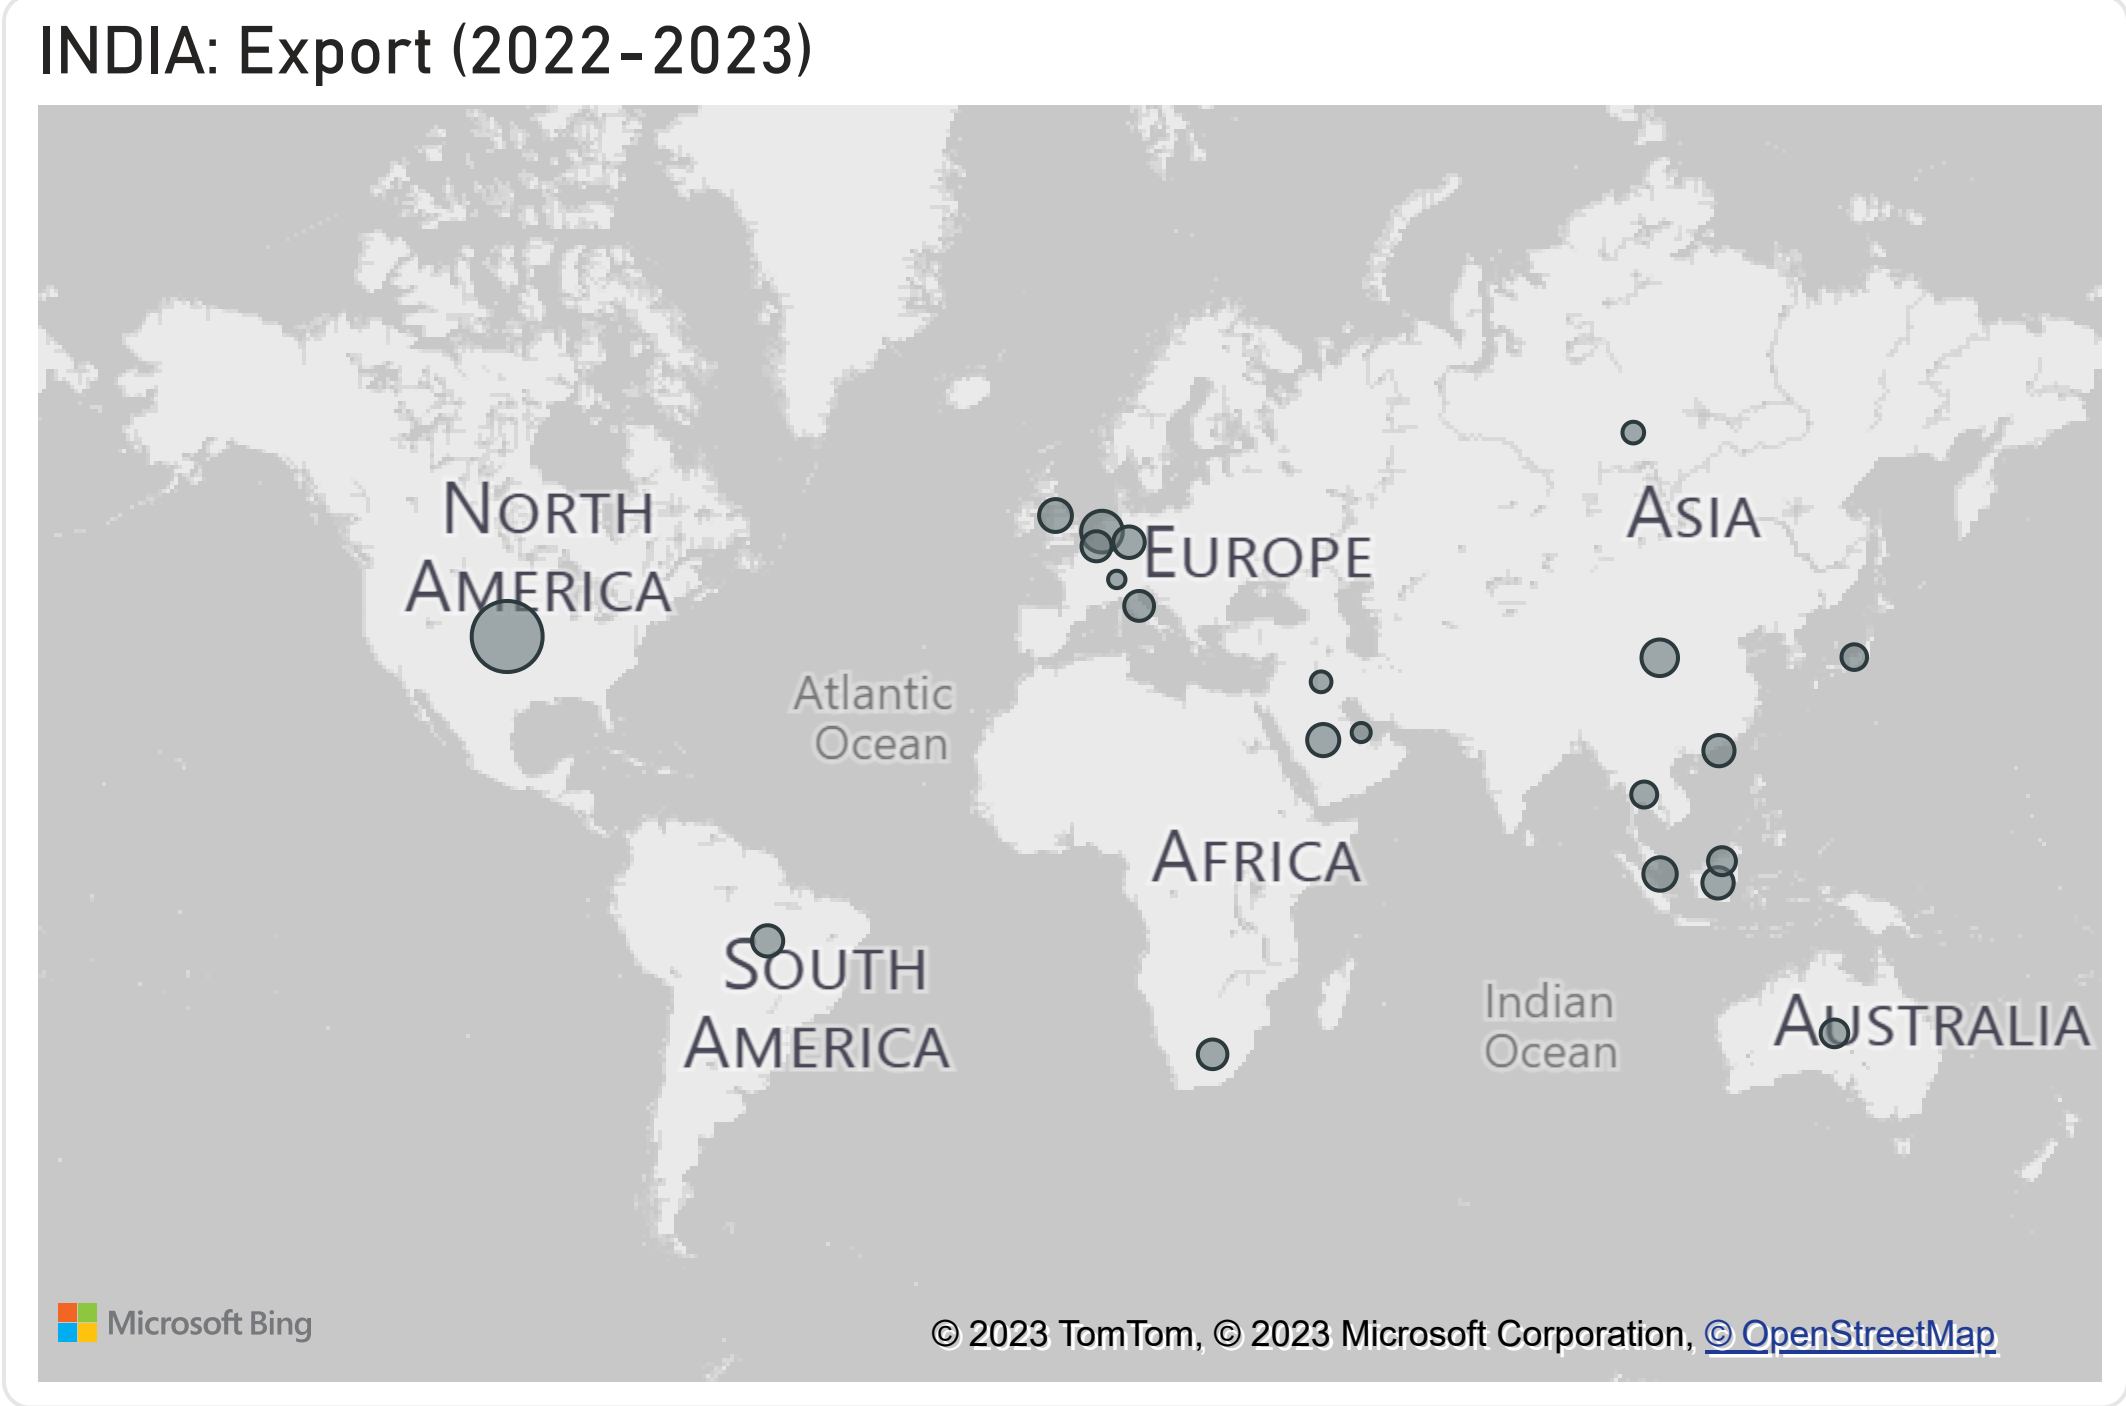 INDIA: Export (2022-2023)
NORTH
AMERICA
ASIA
EUROPE
Atlantic
Ocean
AFRICA
SOUTH
AMERICA
Indian
Ocean
AUSTRALIA
Microsoft Bing
© 2023 TomTom, © 2023 Microsoft Corporation, © OpenStreetMap